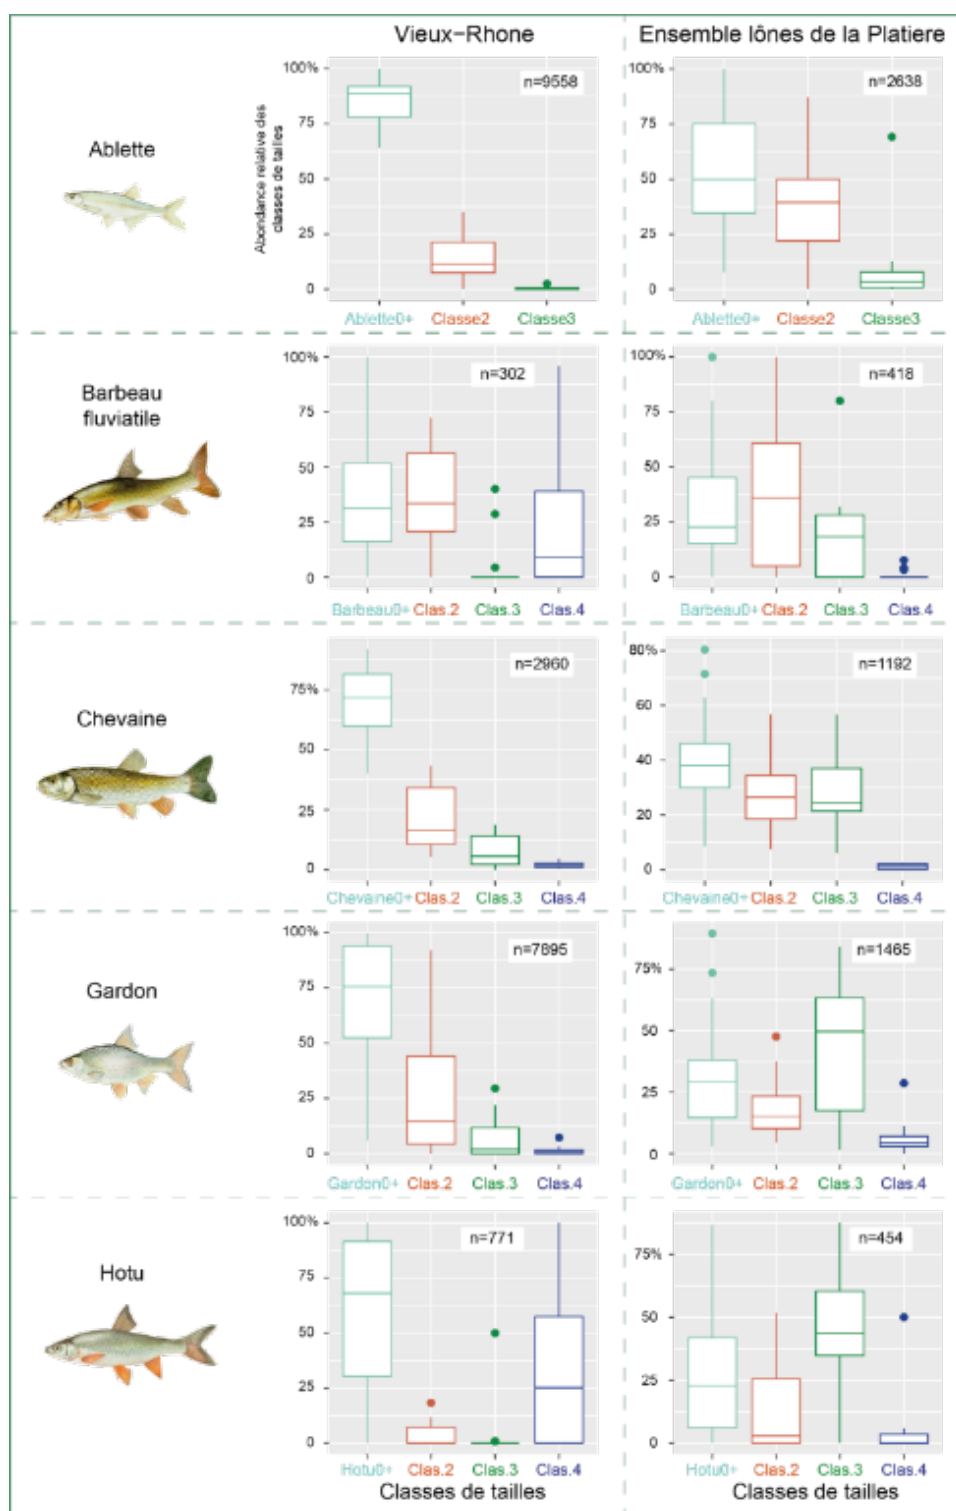 Vieux-Rhone
Ensemble lônes de la Platiere
Ablette
Abondance relative des
classes de tailles
100%
75
50
25
0
n=9558
Ablette0+ Classe2 Classe3
100%
75
50
25
0
n=2638
Ablette0+ Classe2 Classe3
Barbeau
fluviatile
100%
75
50
25
0
n=302
Barbeau0+ Clas.2 Clas.3 Clas.4
100%
75
50
25
0
n=418
Barbeau0+ Clas.2 Clas.3 Clas.4
Chevaine
75%
50
25
0
n=2960
Chevaine0+ Clas.2 Clas.3 Clas.4
80%
60
40
20
0
n=1192
Chevaine0+ Clas.2 Clas.3 Clas.4
Gardon
100%
75
50
25
0
n=7895
Gardon0+ Clas.2 Clas.3 Clas.4
75%
50
25
0
n=1465
Gardon0+ Clas.2 Clas.3 Clas.4
Hotu
100%
75
50
25
0
n=771
Hotu0+ Clas.2 Clas.3 Clas.4
Classes de tailles
75%
50
25
0
n=454
Hotu0+ Clas.2 Clas.3 Clas.4
Classes de tailles